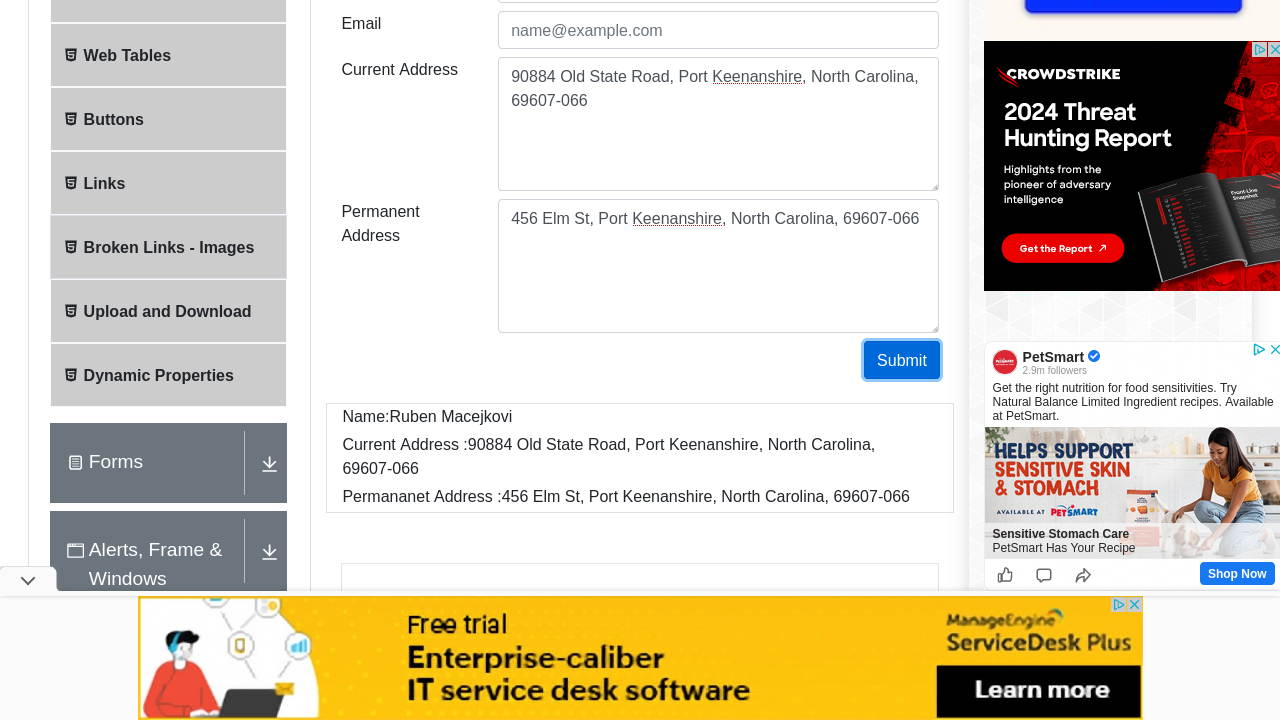 Email
name@example.com
Current Address
90884 Old State Road, Port Keenanshire, North Carolina,
69607-066
Permanent
Address
456 Elm St, Port Keenanshire, North Carolina, 69607-066
Submit
Name:Ruben Macejkovi
Current Address :90884 Old State Road, Port Keenanshire, North Carolina,
69607-066
Permananet Address :456 Elm St, Port Keenanshire, North Carolina, 69607-066
Web Tables
Buttons
Links
Broken Links - Images
Upload and Download
Dynamic Properties
Forms
Alerts, Frame &
Windows
CROWDSTRIKE
2024 Threat
Hunting Report
Highlights from the
pioneer of adversary
intelligence
Get the Report
PetSmart
2.9m followers
Get the right nutrition for food sensitivities. Try
Natural Balance Limited Ingredient recipes. Available
at PetSmart.
HELPS SUPPORT
SENSITIVE SKIN
& STOMACH
AVAILABLE AT PETSMART
Sensitive Stomach Care
PetSmart Has Your Recipe
Shop Now
Free trial
Enterprise-caliber
IT service desk software
ManageEngine
ServiceDesk Plus
Learn more